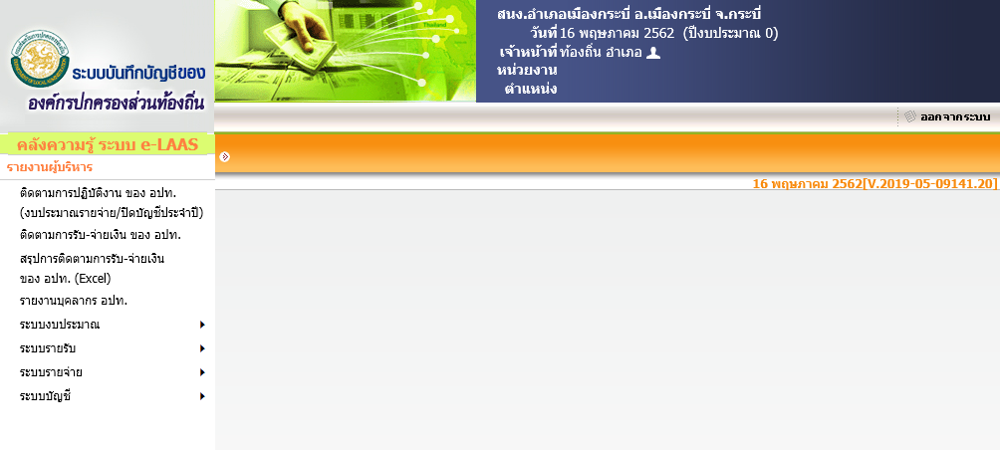 ระบบบันทึกบัญชีของ
องค์กรปกครองส่วนท้องถิ่น
Thailand
สนง.อำเภอเมืองกระบี่ อ.เมืองกระบี่ จ.กระบี่
วันที่ 16 พฤษภาคม 2562 (ปีงบประมาณ 0)
เจ้าหน้าที่ ท้องถิ่น อำเภอ
หน่วยงาน
ตำแหน่ง
ออกจากระบบ
คลังความรู้ ระบบ e-LAAS
รายงานผู้บริหาร
16 พฤษภาคม 2562[V.2019-05-09141.20]
ติดตามการปฏิบัติงาน ของ อปท.
(งบประมาณรายจ่าย/ปิดบัญชีประจำปี)
ติดตามการรับ-จ่ายเงิน ของ อปท.
สรุปการติดตามการรับ-จ่ายเงิน
ของ อปท. (Excel)
รายงานบุคลากร อปท.
ระบบงบประมาณ
ระบบรายรับ
ระบบรายจ่าย
ระบบบัญชี